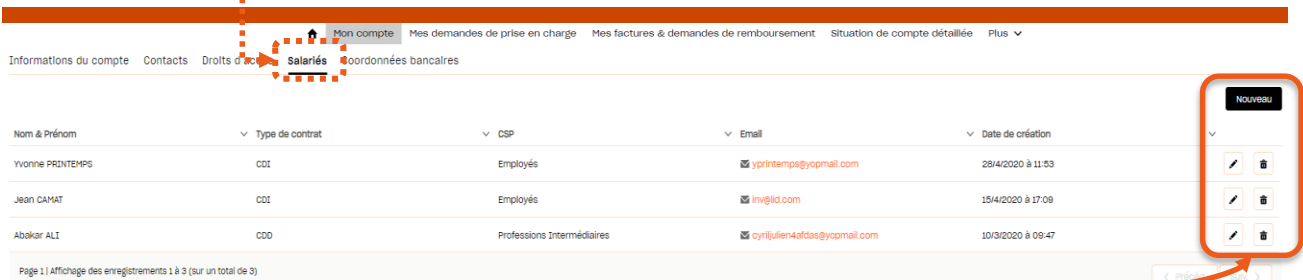 Mon compte Mes demandes de prise en charge Mes factures & demandes de remboursement Situation de compte détaillée Plus
Informations du compte Contacts Droits d'accès Salariés Coordonnées bancaires
Nouveau
Nom & Prénom Type de contrat CSP Email Date de création
Yvonne PRINTEMPS CDI Employés yprintemps@yopmail.com 28/4/2020 à 11:53
Jean CAMAT CDI Employés inv@lid.com 15/4/2020 à 17:09
Abakar ALI CDD Professions Intermédiaires cyriljulien4afdas@yopmail.com 10/3/2020 à 09:47
Page 1 | Affichage des enregistrements 1 à 3 (sur un total de 3)